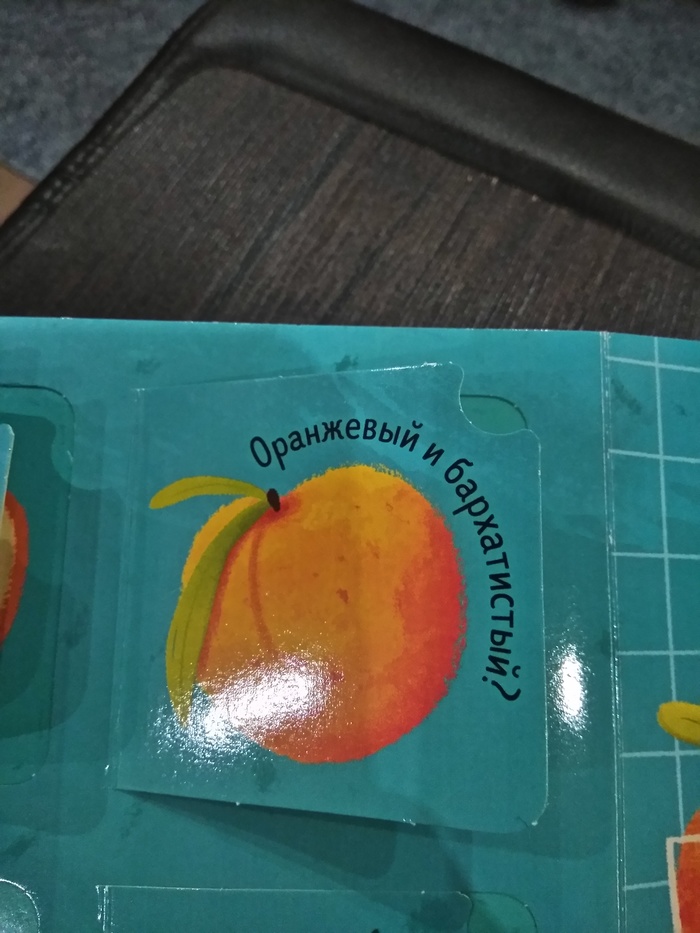 Оранжевый и бархатистый?